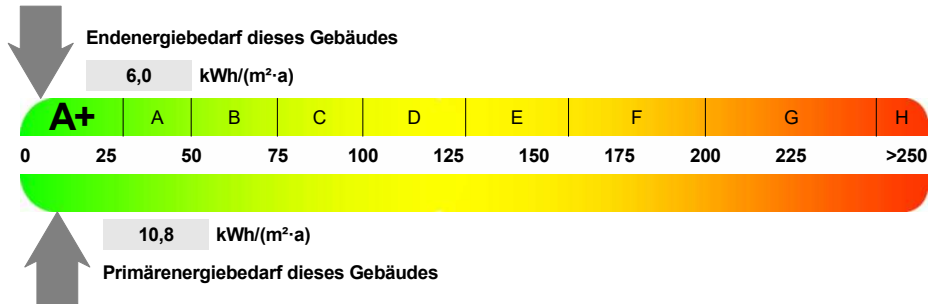 Endenergiebedarf dieses Gebäudes
6,0 kWh/(m²·a)
A+ A B C D E F G H
0 25 50 75 100 125 150 175 200 225 >250
10,8 kWh/(m²·a)
Primärenergiebedarf dieses Gebäudes